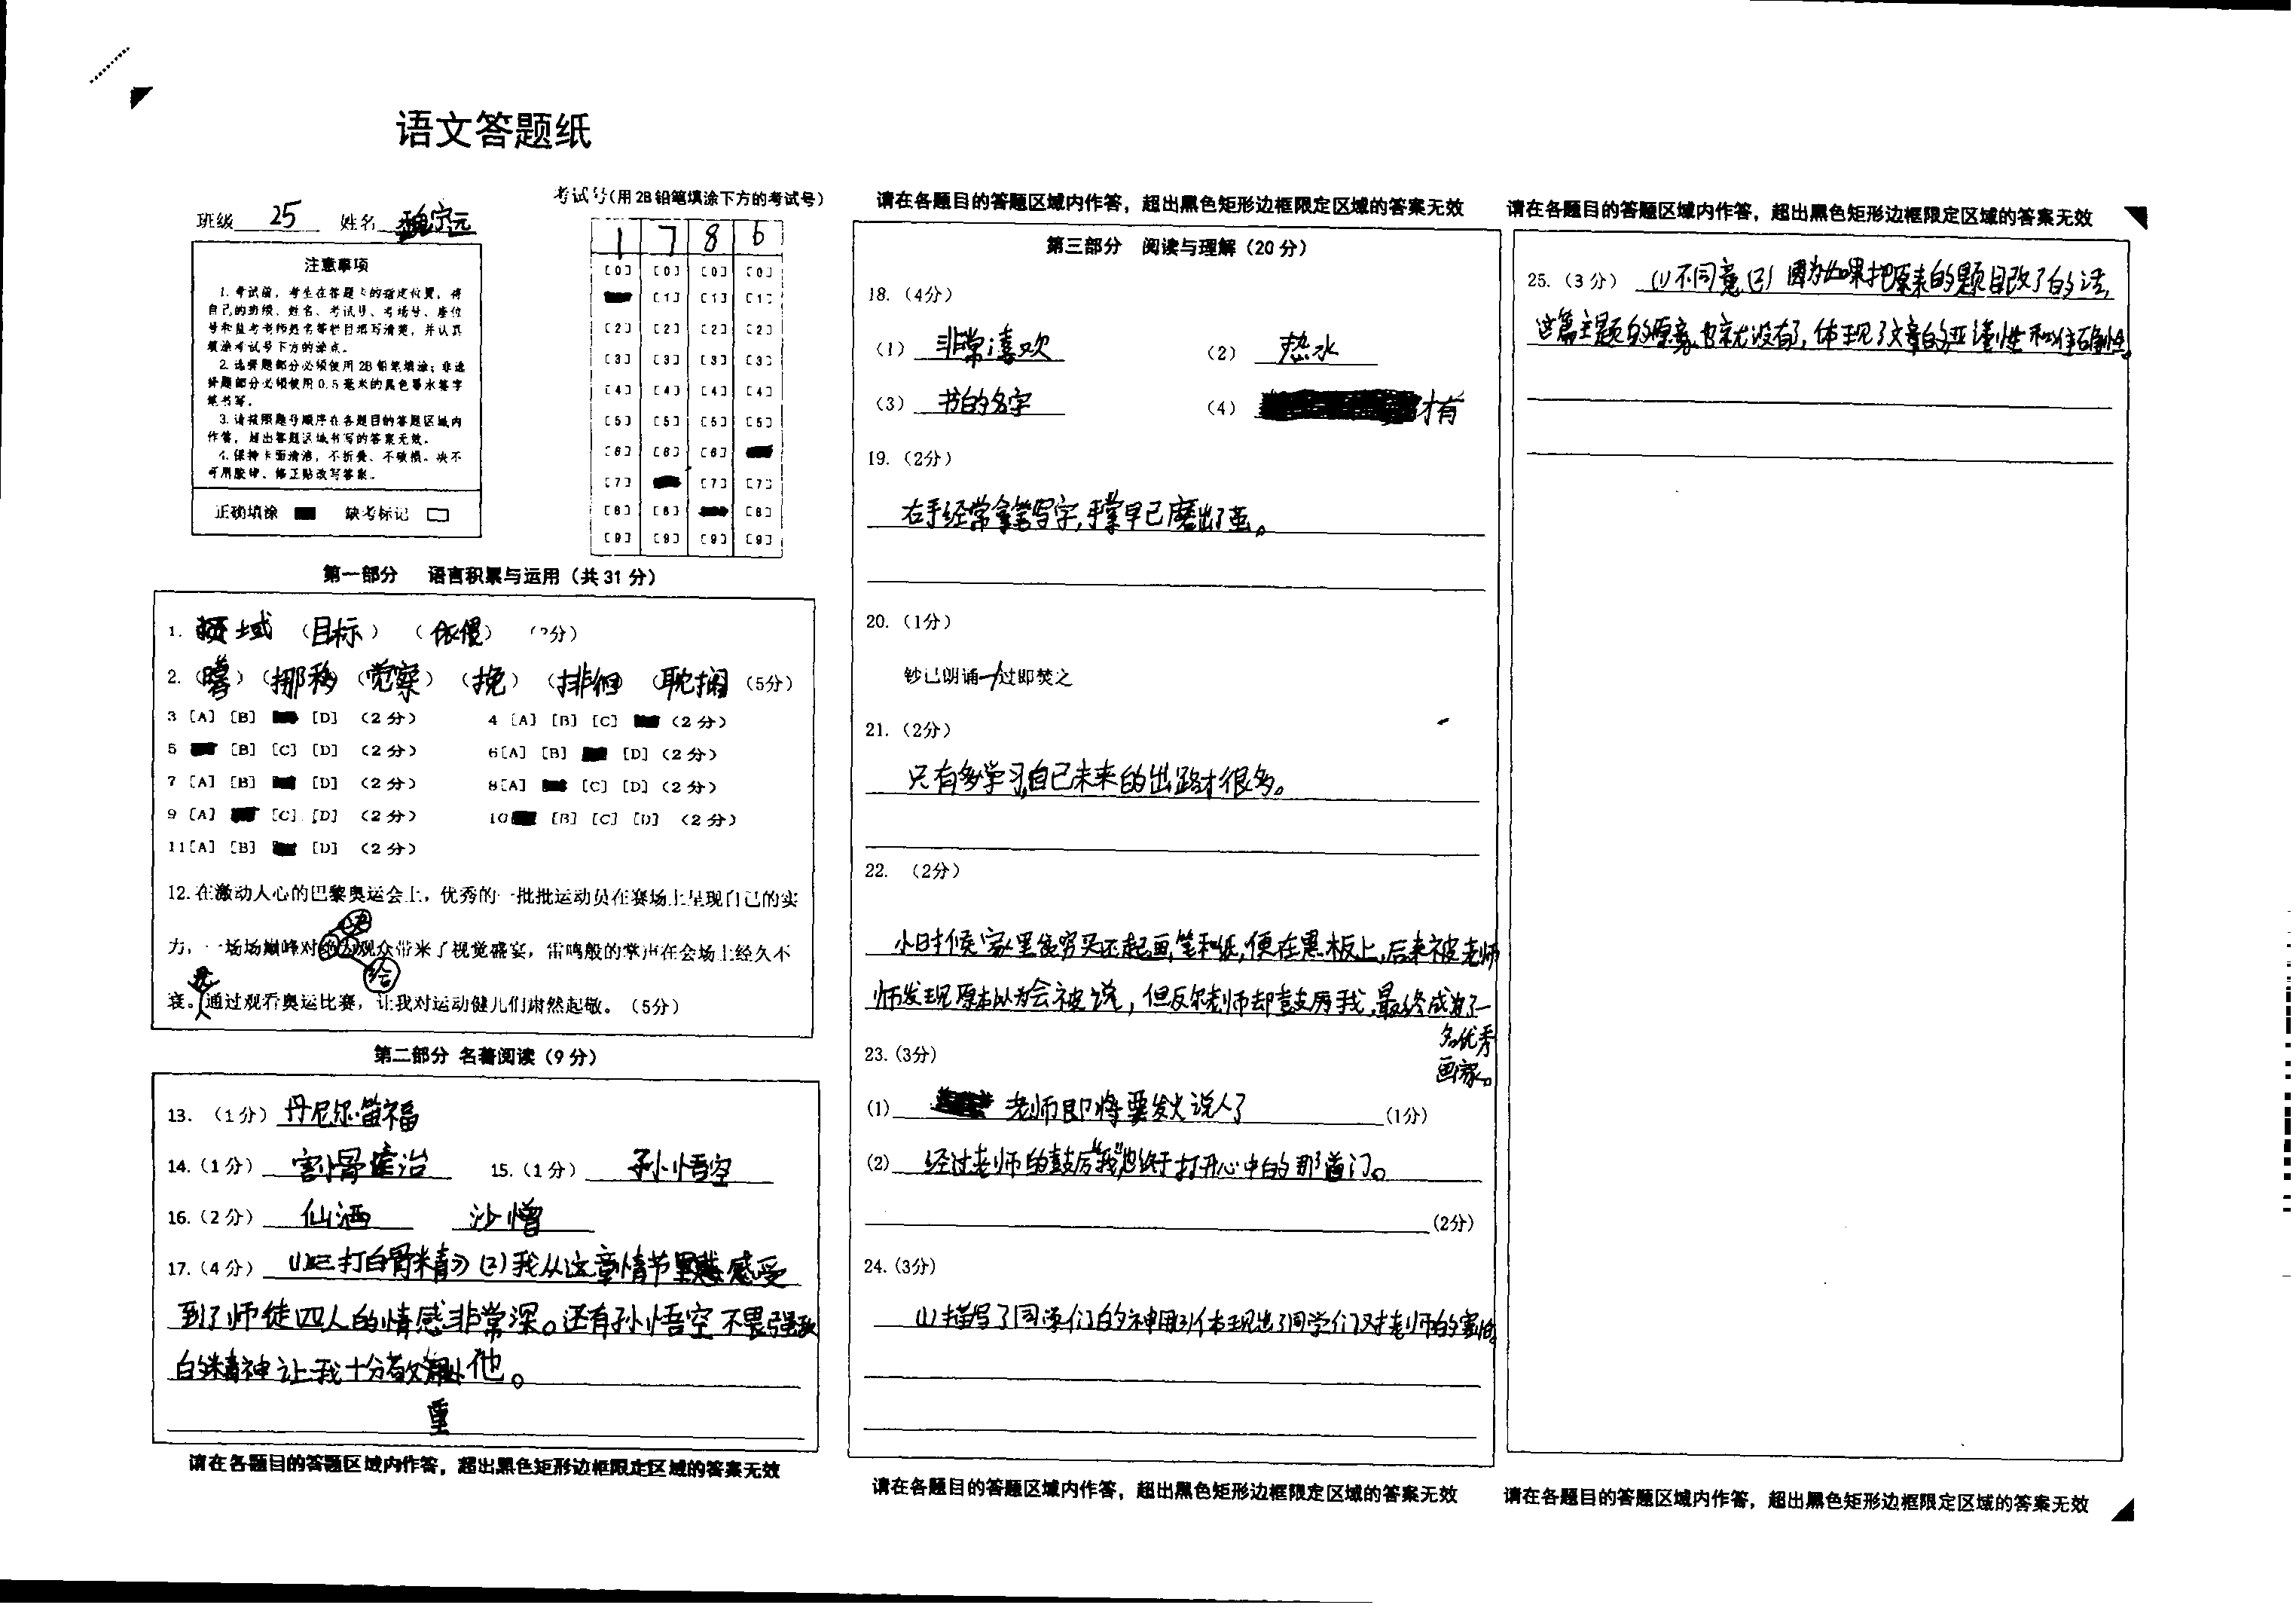 语文答题纸
班级 25 姓名 魏宗元
考试号(用2B铅笔填涂下方的考试号)
1 7 8 6
[0] [0] [0] [0]
[1] [1] [1]
[2] [2] [2] [2]
[3] [3] [3] [3]
[4] [4] [4] [4]
[5] [5] [5] [5]
[6] [6] [6]
[7] [7] [7]
[8] [8] [8]
[9] [9] [9] [9]
注意事项
1. 考试前，考生在答题卡的指定位置，将
自己的班级、姓名、考试号、考场号、座位
号和监考老师姓名等栏目填写清楚，并认真
填涂考试号下方的涂点。
2. 选择题部分必须使用2B铅笔填涂；非选
择题部分必须使用0.5毫米的黑色墨水签字
笔书写。
3. 请按照题号顺序在各题目的答题区域内
作答，超出答题区域书写的答案无效。
4. 保持卡面清洁，不折叠、不破损。决不
可用胶带、修正贴改写答案。
正确填涂 缺考标记
第一部分 语言积累与运用（共31分）
1. 域 （目标）（依偎）
2. （挪移（觉察）（挽）（徘徊（耽搁（5分）
3 [A] [B] [D] （2分） 4 [A] [B] [C] （2分）
5 [B] [C] [D] （2分） 6[A] [B] [D]（2分）
7 [A] [B] [D] （2分） 8[A] [C] [D]（2分）
9 [A] [C] [D] （2分） 10 [B] [C] [D] （2分）
11[A] [B] [D] （2分）
12. 在激动人心的巴黎奥运会上，优秀的一批批运动员在赛场上呈现自己的实
力，一场场巅峰对观众带来了视觉盛宴，雷鸣般的掌声在会场上经久不
给
衰。通过观看奥运比赛，让我对运动健儿们肃然起敬。（5分）
第二部分 名著阅读（9分）
13. （1分） 丹尼尔·笛福
14.（1分） 割骨 治 15.（1分） 孙悟空
16.（2分） 仙酒 沙憎
17.（4分） (1)《三打白骨精》(2)我从这章情节里感受
到了师徒四人的情感非常深。还有孙悟空不畏强敌
的精神让我十分敬 他。
重
请在各题目的答题区域内作答，超出黑色矩形边框限定区域的答案无效
请在各题目的答题区域内作答，超出黑色矩形边框限定区域的答案无效
第三部分 阅读与理解（20分）
18.（4分）
（1） 非常喜欢 （2） 热水
（3） 书的名字 （4） 才有
19.（2分）
右手经常拿笔写字,手掌早已磨出了茧。
20.（1分）
钞已朗诵一/过即焚之
21.（2分）
只有多学习,自己未来的出路才很多。
22. （2分）
小时候家里很穷买不起画笔和纸,便在黑板上,后来被老师
师发现原本以为会被说，但反尔老师却鼓厉我,最终成为了一
名优秀
画家。
23.（3分）
(1) 老师即将要发火说人了 (1分)
(2) 经过老师的鼓厉"我"也终于打开心中的那道门。
(2分)
24.（3分）
(1)描写了同学们的神用(2)体现出了同学们对老师的害怕。
请在各题目的答题区域内作答，超出黑色矩形边框限定区域的答案无效
请在各题目的答题区域内作答，超出黑色矩形边框限定区域的答案无效
25.（3分） (1)不同意(2)因为如果把原来的题目改了的话,
这篇主题的原意也就没有了,体现了文章的严谨性和准确性。
请在各题目的答题区域内作答，超出黑色矩形边框限定区域的答案无效